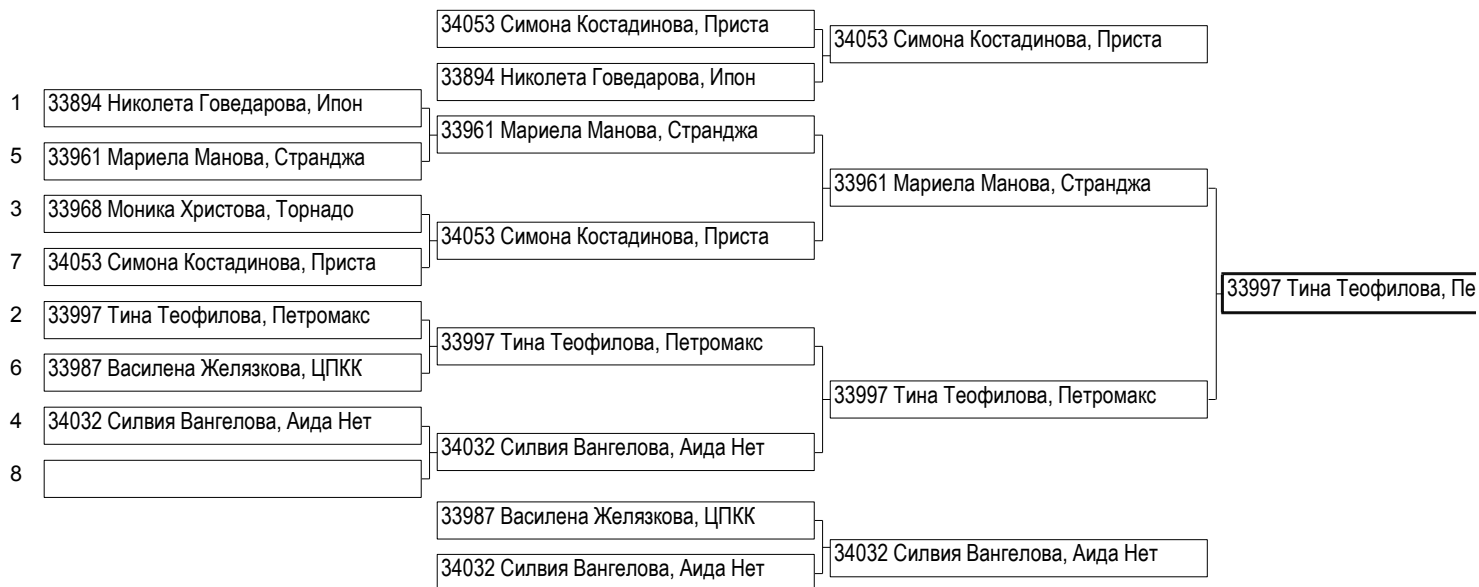 34053 Симона Костадинова, Приста
34053 Симона Костадинова, Приста
33894 Николета Говедарова, Ипон
1 33894 Николета Говедарова, Ипон
33961 Мариела Манова, Странджа
5 33961 Мариела Манова, Странджа
33961 Мариела Манова, Странджа
3 33968 Моника Христова, Торнадо
34053 Симона Костадинова, Приста
7 34053 Симона Костадинова, Приста
33997 Тина Теофилова, Пе
2 33997 Тина Теофилова, Петромакс
33997 Тина Теофилова, Петромакс
6 33987 Василена Желязкова, ЦПКК
33997 Тина Теофилова, Петромакс
4 34032 Силвия Вангелова, Аида Нет
34032 Силвия Вангелова, Аида Нет
8
33987 Василена Желязкова, ЦПКК
34032 Силвия Вангелова, Аида Нет
34032 Силвия Вангелова, Аида Нет